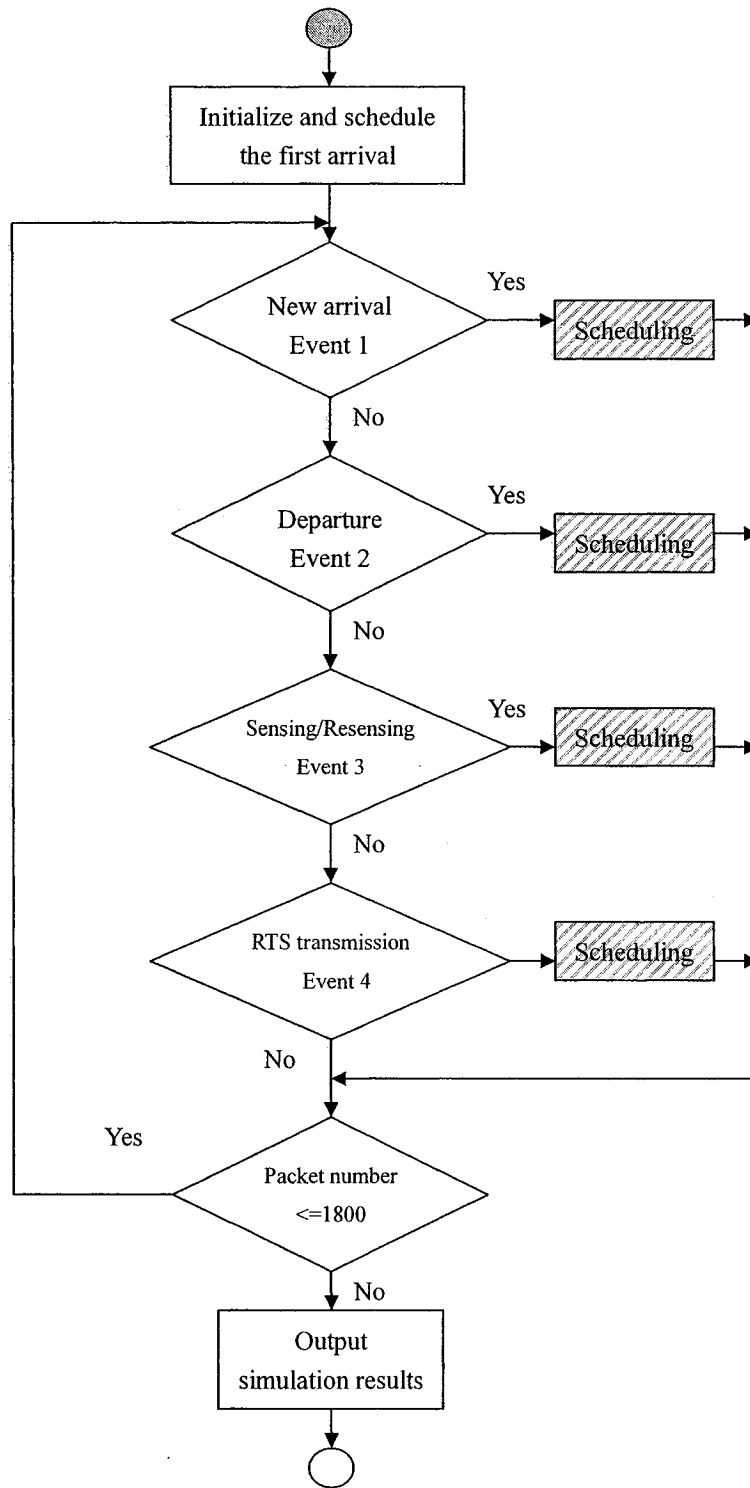 Initialize and schedule
the first arrival
New arrival
Event 1
Yes
Scheduling
No
Departure
Event 2
Yes
Scheduling
No
Sensing/Resensing
Event 3
Yes
Scheduling
No
RTS transmission
Event 4
Scheduling
No
Yes
Packet number
<=1800
No
Output
simulation results